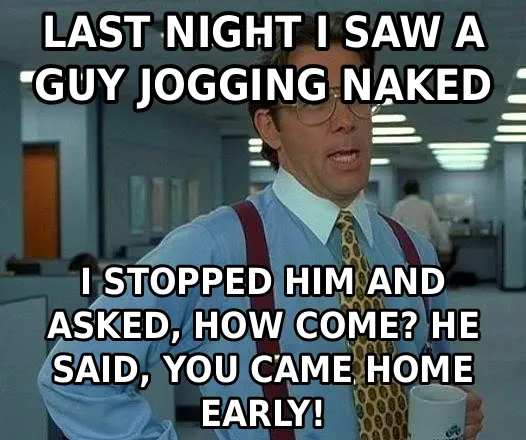 LAST NIGHT I SAW A
GUY JOGGING NAKED
I STOPPED HIM AND
ASKED, HOW COME? HE
SAID, YOU CAME HOME
EARLY!